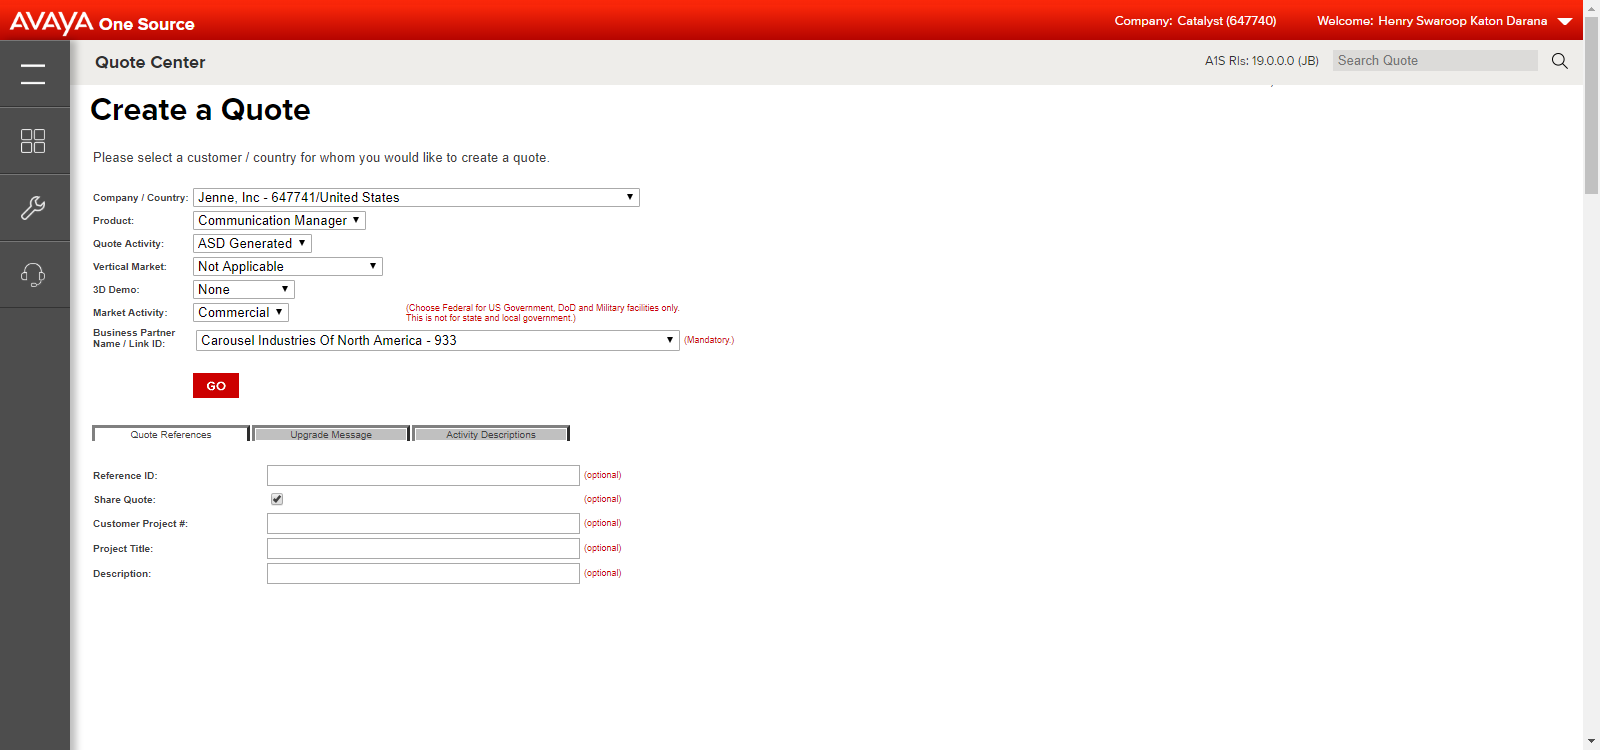 AVAYA One Source
Company: Catalyst (647740)
Welcome: Henry Swaroop Katon Darana
Quote Center
A1S Rls: 19.0.0.0 (JB)
Search Quote
Create a Quote
Please select a customer / country for whom you would like to create a quote.
Company / Country: Jenne, Inc - 647741/United States
Product: Communication Manager
Quote Activity: ASD Generated
Vertical Market: Not Applicable
3D Demo: None
Market Activity: Commercial
(Choose Federal for US Government, DoD and Military facilities only.
This is not for state and local government.)
Business Partner
Name / Link ID:
Carousel Industries Of North America - 933
(Mandatory.)
GO
Quote References
Upgrade Message
Activity Descriptions
Reference ID: (optional)
Share Quote: (optional)
Customer Project #: (optional)
Project Title: (optional)
Description: (optional)